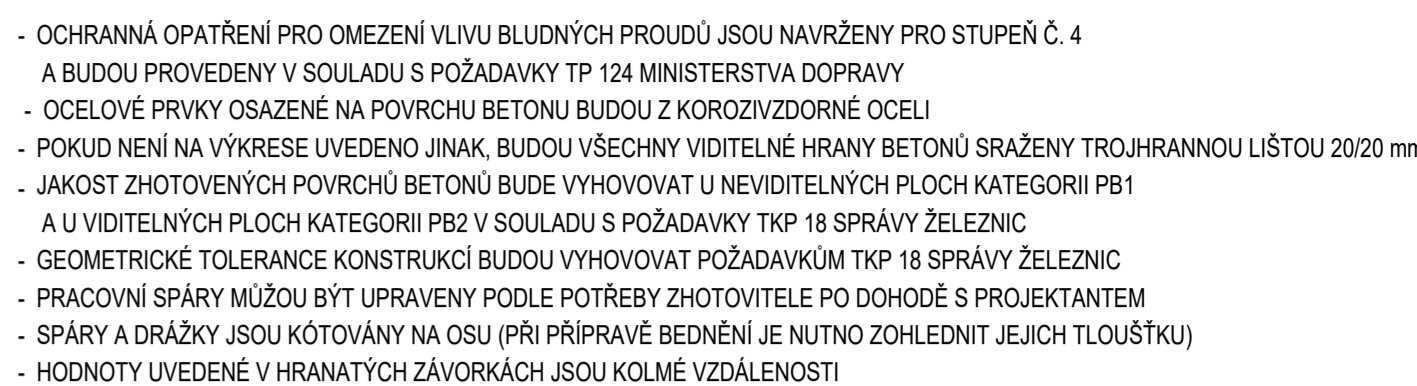 - OCHRANNÁ OPATŘENÍ PRO OMEZENÍ VLIVU BLUDNÝCH PROUDŮ JSOU NAVRŽENY PRO STUPEŇ Č. 4
A BUDOU PROVEDENY V SOULADU S POŽADAVKY TP 124 MINISTERSTVA DOPRAVY
- OCELOVÉ PRVKY OSAZENÉ NA POVRCHU BETONU BUDOU Z KOROZIVZDORNÉ OCELI
- POKUD NENÍ NA VÝKRESE UVEDENO JINAK, BUDOU VŠECHNY VIDITELNÉ HRANY BETONŮ SRAŽENY TROJHRANNOU LIŠTOU 20/20 mm
- JAKOST ZHOTOVENÝCH POVRCHŮ BETONŮ BUDE VYHOVOVAT U NEVIDITELNÝCH PLOCH KATEGORII PB1
A U VIDITELNÝCH PLOCH KATEGORII PB2 V SOULADU S POŽADAVKY TKP 18 SPRÁVY ŽELEZNIC
- GEOMETRICKÉ TOLERANCE KONSTRUKCÍ BUDOU VYHOVOVAT POŽADAVKŮM TKP 18 SPRÁVY ŽELEZNIC
- PRACOVNÍ SPÁRY MŮŽOU BÝT UPRAVENY PODLE POTŘEBY ZHOTOVITELE PO DOHODĚ S PROJEKTANTEM
- SPÁRY A DRÁŽKY JSOU KÓTOVÁNY NA OSU (PŘI PŘÍPRAVĚ BEDNĚNÍ JE NUTNO ZOHLEDNIT JEJICH TLOUŠŤKU)
- HODNOTY UVEDENÉ V HRANATÝCH ZÁVORKÁCH JSOU KOLMÉ VZDÁLENOSTI